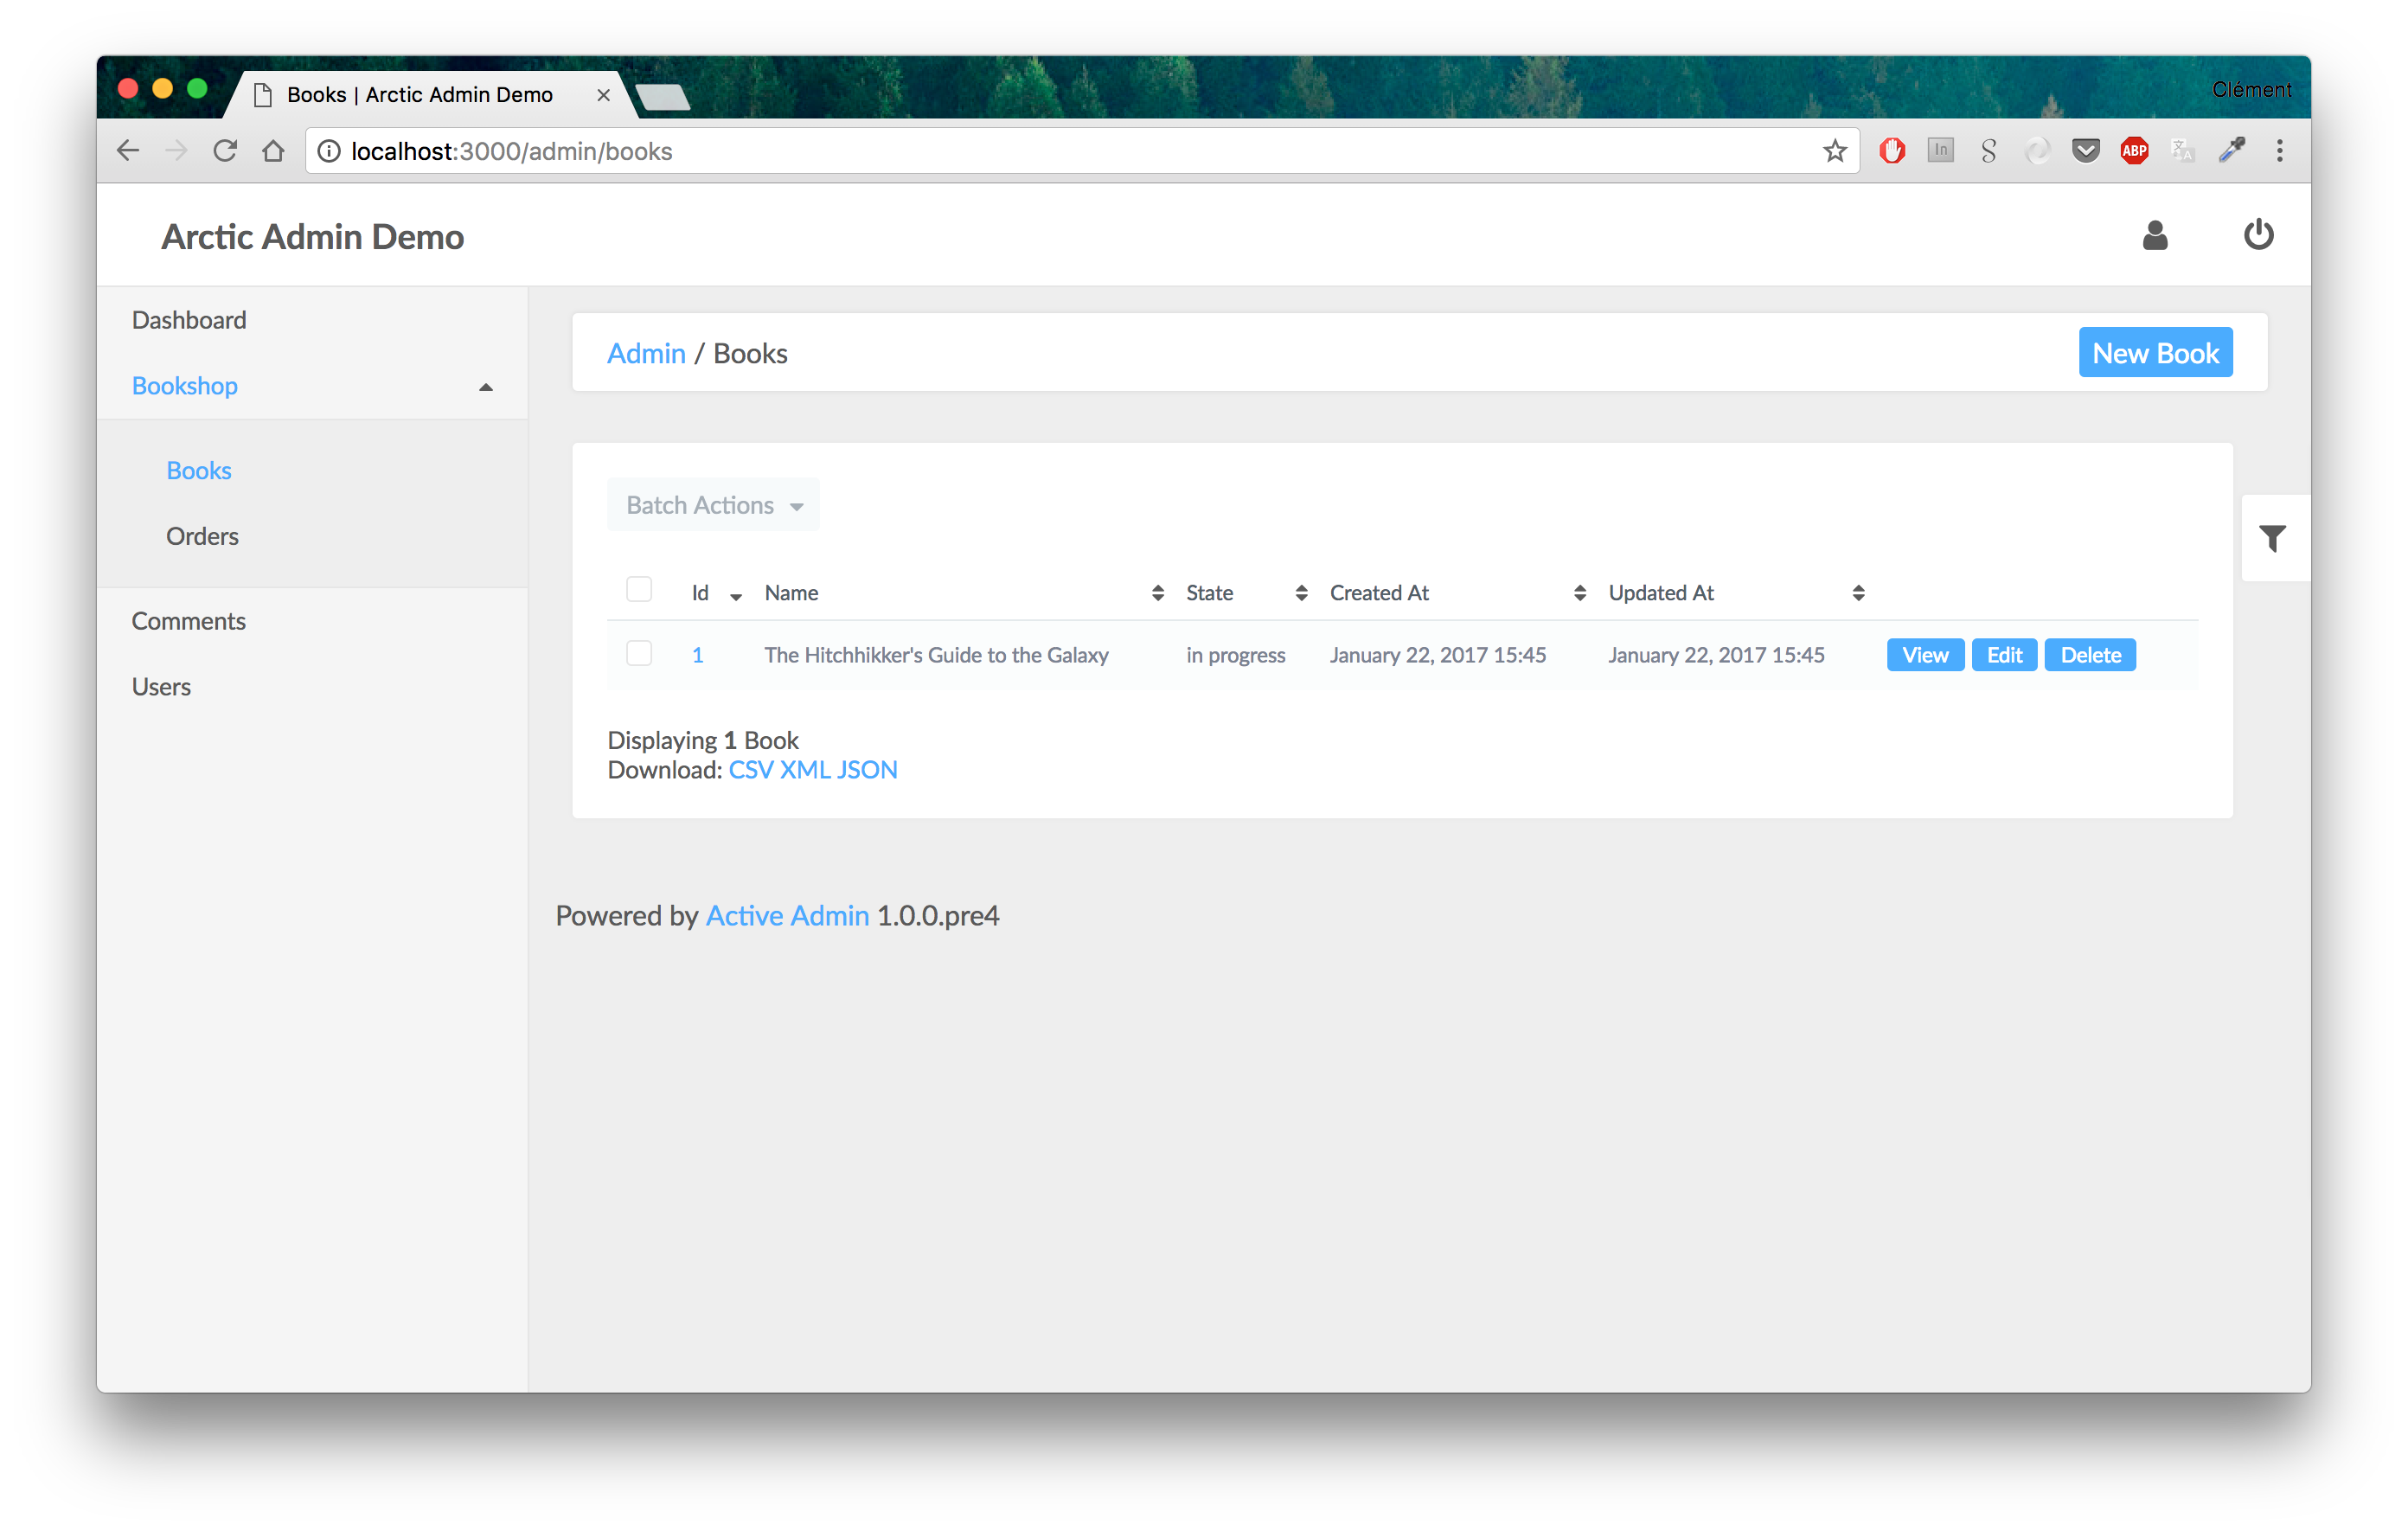 Books | Arctic Admin Demo
Clément
localhost:3000/admin/books
In
S
ABP
Arctic Admin Demo
Dashboard
Bookshop
Books
Orders
Comments
Users
Admin / Books
New Book
Batch Actions
Id Name State Created At Updated At
1 The Hitchhikker's Guide to the Galaxy in progress January 22, 2017 15:45 January 22, 2017 15:45 View Edit Delete
Displaying 1 Book
Download: CSV XML JSON
Powered by Active Admin 1.0.0.pre4